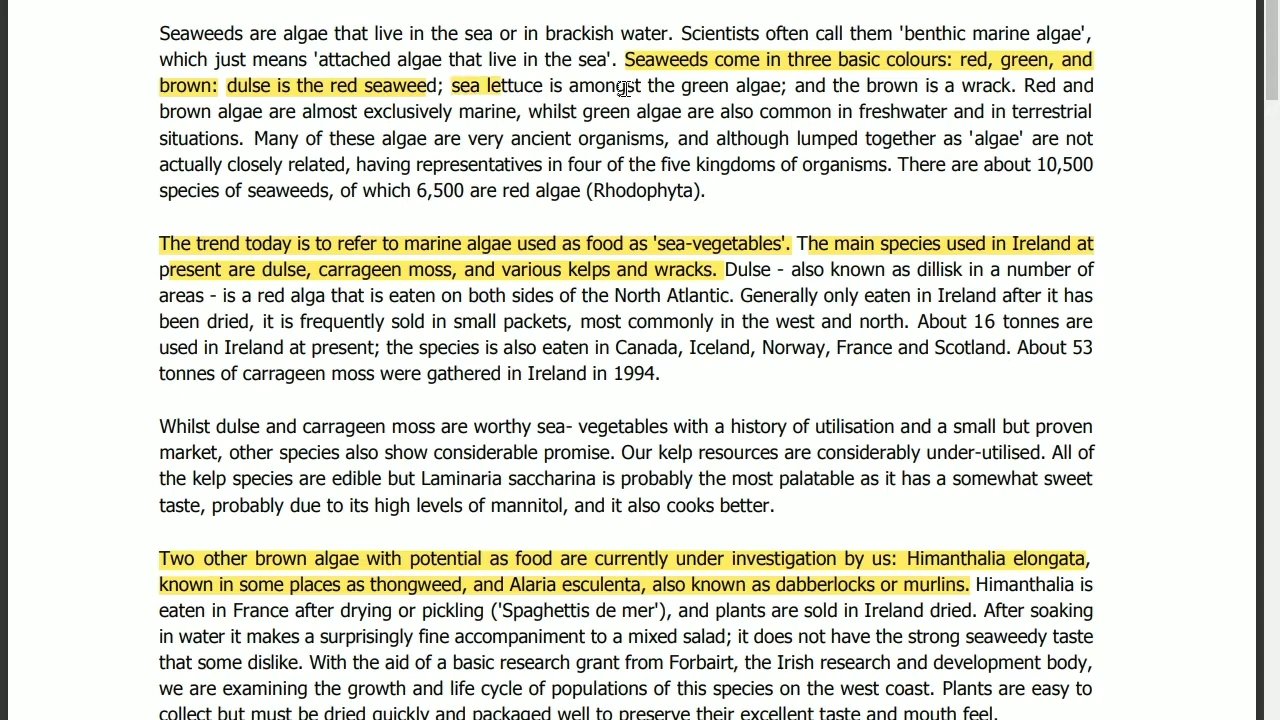 Seaweeds are algae that live in the sea or in brackish water. Scientists often call them 'benthic marine algae',
which just means 'attached algae that live in the sea'. Seaweeds come in three basic colours: red, green, and
brown: dulse is the red seaweed; sea lettuce is amongst the green algae; and the brown is a wrack. Red and
brown algae are almost exclusively marine, whilst green algae are also common in freshwater and in terrestrial
situations. Many of these algae are very ancient organisms, and although lumped together as 'algae' are not
actually closely related, having representatives in four of the five kingdoms of organisms. There are about 10,500
species of seaweeds, of which 6,500 are red algae (Rhodophyta).
The trend today is to refer to marine algae used as food as 'sea-vegetables'. The main species used in Ireland at
present are dulse, carrageen moss, and various kelps and wracks. Dulse - also known as dillisk in a number of
areas - is a red alga that is eaten on both sides of the North Atlantic. Generally only eaten in Ireland after it has
been dried, it is frequently sold in small packets, most commonly in the west and north. About 16 tonnes are
used in Ireland at present; the species is also eaten in Canada, Iceland, Norway, France and Scotland. About 53
tonnes of carrageen moss were gathered in Ireland in 1994.
Whilst dulse and carrageen moss are worthy sea- vegetables with a history of utilisation and a small but proven
market, other species also show considerable promise. Our kelp resources are considerably under-utilised. All of
the kelp species are edible but Laminaria saccharina is probably the most palatable as it has a somewhat sweet
taste, probably due to its high levels of mannitol, and it also cooks better.
Two other brown algae with potential as food are currently under investigation by us: Himanthalia elongata,
known in some places as thongweed, and Alaria esculenta, also known as dabberlocks or murlins. Himanthalia is
eaten in France after drying or pickling ('Spaghettis de mer'), and plants are sold in Ireland dried. After soaking
in water it makes a surprisingly fine accompaniment to a mixed salad; it does not have the strong seaweedy taste
that some dislike. With the aid of a basic research grant from Forbairt, the Irish research and development body,
we are examining the growth and life cycle of populations of this species on the west coast. Plants are easy to
collect but must be dried quickly and packaged well to preserve their excellent taste and mouth feel.